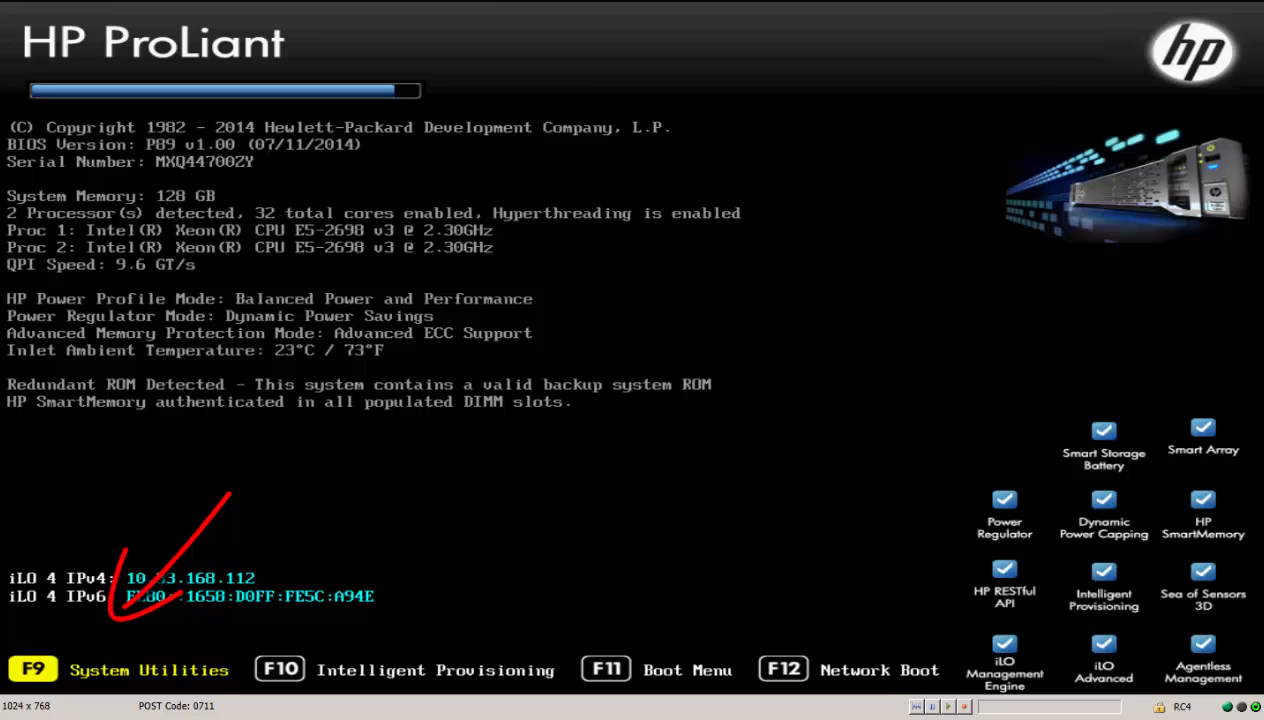 HP ProLiant
hp
(C) Copyright 1982 - 2014 Hewlett-Packard Development Company, L.P.
BIOS Version: P89 v1.00 (07/11/2014)
Serial Number: MXQ44700ZY
System Memory: 128 GB
2 Processor(s) detected, 32 total cores enabled, Hyperthreading is enabled
Proc 1: Intel(R) Xeon(R) CPU E5-2698 v3 @ 2.30GHz
Proc 2: Intel(R) Xeon(R) CPU E5-2698 v3 @ 2.30GHz
QPI Speed: 9.6 GT/s
HP Power Profile Mode: Balanced Power and Performance
Power Regulator Mode: Dynamic Power Savings
Advanced Memory Protection Mode: Advanced ECC Support
Inlet Ambient Temperature: 23°C / 73°F
Redundant ROM Detected - This system contains a valid backup system ROM
HP SmartMemory authenticated in all populated DIMM slots.
Smart Storage
Battery
Smart Array
Power
Regulator
Dynamic
Power Capping
HP
SmartMemory
HP RESTful
API
Intelligent
Provisioning
Sea of Sensors
3D
iLO
Management
Engine
iLO
Advanced
Agentless
Management
iLO 4 IPv4:
iLO 4 IPv6
F9 System Utilities F10 Intelligent Provisioning F11 Boot Menu F12 Network Boot
1024 x 768 POST Code: 0711 RC4